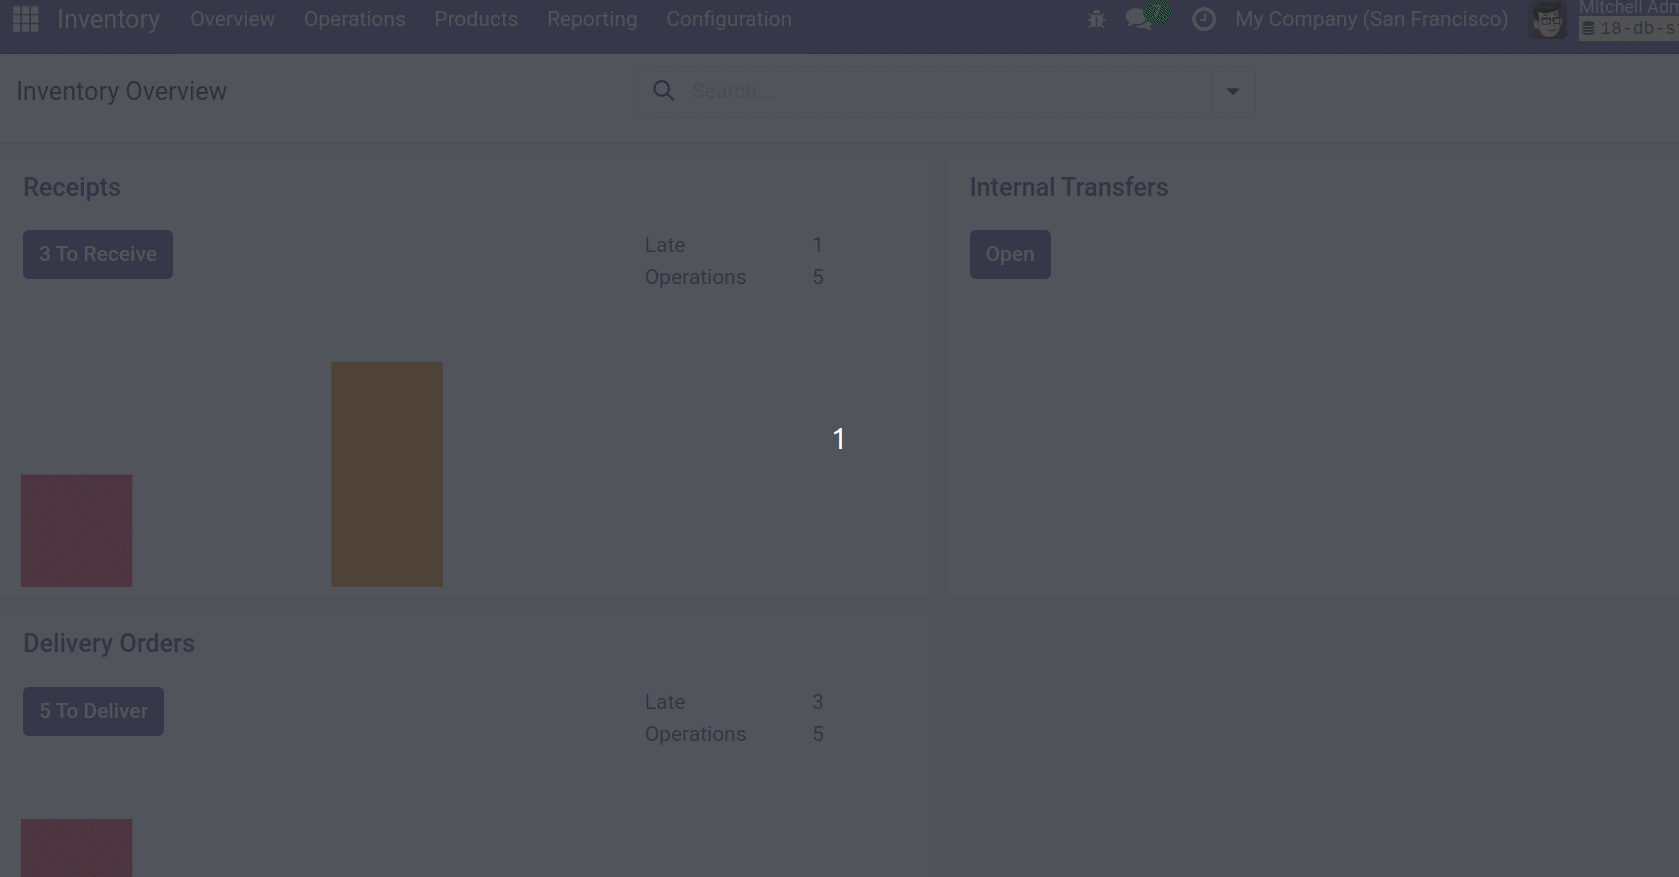 Inventory Overview Operations Products Reporting Configuration My Company (San Francisco) Mitchell Adm
18-db-s
Inventory Overview Search...
Receipts Internal Transfers
3 To Receive Late 1 Open
Operations 5
1
Delivery Orders
5 To Deliver Late 3
Operations 5